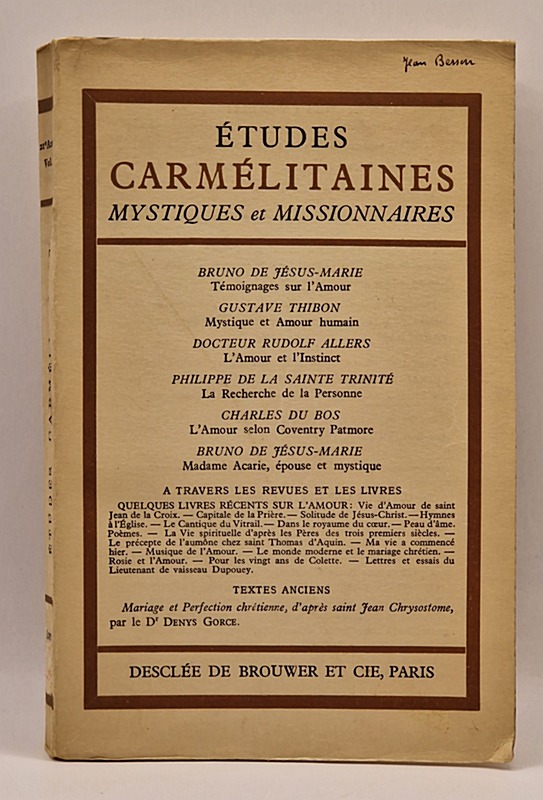 Jean Besson
ÉTUDES
CARMÉLITAINES
MYSTIQUES et MISSIONNAIRES
BRUNO DE JÉSUS-MARIE
Témoignages sur l'Amour
GUSTAVE THIBON
Mystique et Amour humain
DOCTEUR RUDOLF ALLERS
L'Amour et l'Instinct
PHILIPPE DE LA SAINTE TRINITÉ
La Recherche de la Personne
CHARLES DU BOS
L'Amour selon Coventry Patmore
BRUNO DE JÉSUS-MARIE
Madame Acarie, épouse et mystique
A TRAVERS LES REVUES ET LES LIVRES
QUELQUES LIVRES RÉCENTS SUR L'AMOUR: Vie d'Amour de saint
Jean de la Croix. — Capitale de la Prière. — Solitude de Jésus-Christ. — Hymnes
à l'Église. — Le Cantique du Vitrail. — Dans le royaume du cœur. — Peau d'âme.
Poèmes. — La Vie spirituelle d'après les Pères des trois premiers siècles. —
Le précepte de l'aumône chez saint Thomas d'Aquin. — Ma vie a commencé
hier. — Musique de l'Amour. — Le monde moderne et le mariage chrétien. —
Rosie et l'Amour. — Pour les vingt ans de Colette. — Lettres et essais du
Lieutenant de vaisseau Dupouey.
TEXTES ANCIENS
Mariage et Perfection chrétienne, d'après saint Jean Chrysostome,
par le Dr DENYS GORCE.
DESCLÉE DE BROUWER ET CIE, PARIS